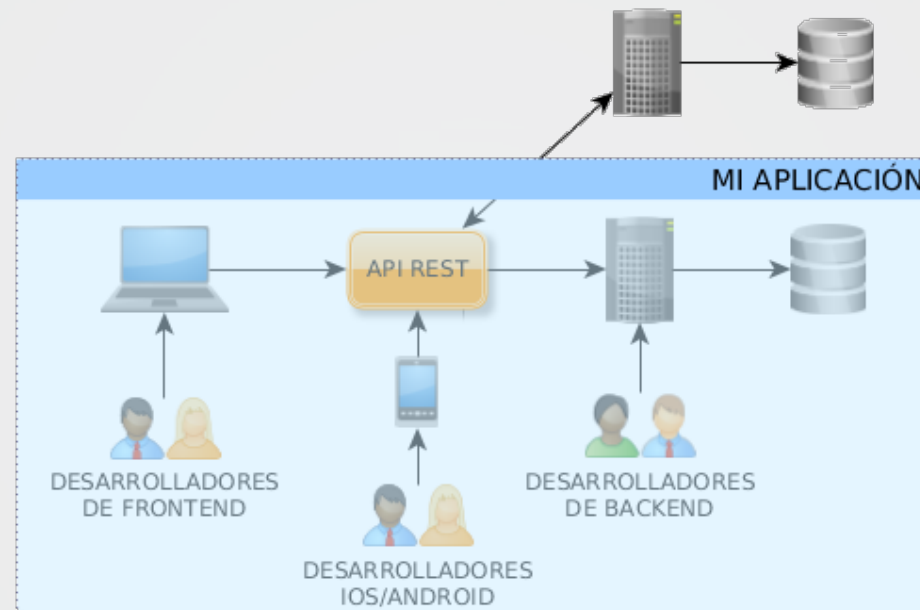 MI APLICACIÓN
API REST
DESARROLLADORES
DE FRONTEND
DESARROLLADORES
DE BACKEND
DESARROLLADORES
IOS/ANDROID